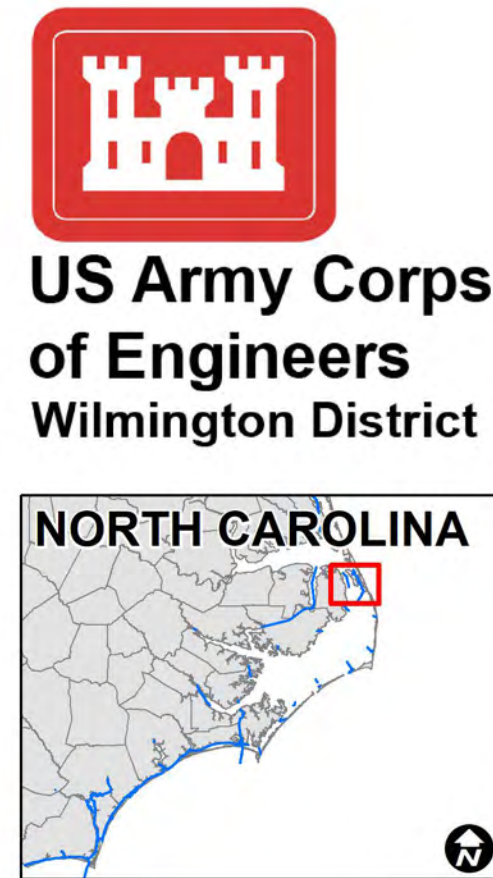 US Army Corps
of Engineers
Wilmington District
NORTH CAROLINA
N